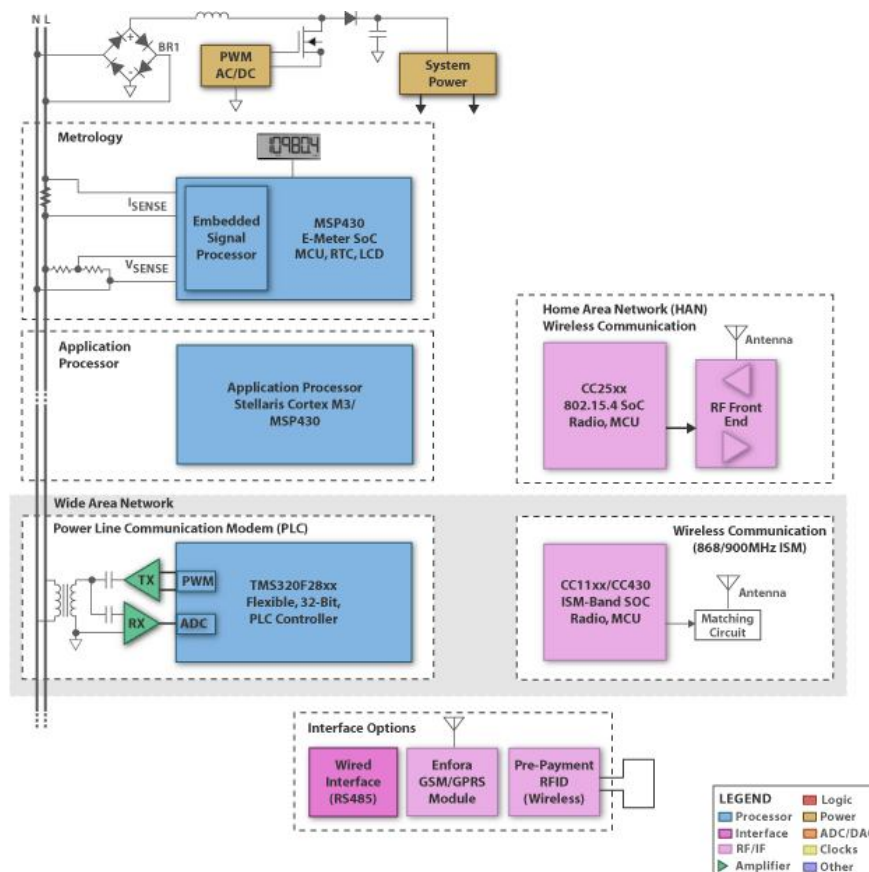 N L
BR1
PWM
AC/DC
System
Power
Metrology
109804
ISENSE
VSENSE
Embedded
Signal
Processor
MSP430
E-Meter SoC
MCU, RTC, LCD
Application
Processor
Application Processor
Stellaris Cortex M3/
MSP430
Home Area Network (HAN)
Wireless Communication
Antenna
CC25xx
802.15.4 SoC
Radio, MCU
RF Front
End
Wide Area Network
Power Line Communication Modem (PLC)
TX
RX
PWM
ADC
TMS320F28xx
Flexible, 32-Bit,
PLC Controller
Wireless Communication
(868/900MHz ISM)
CC11xx/CC430
ISM-Band SOC
Radio, MCU
Antenna
Matching
Circuit
Interface Options
Wired
Interface
(RS485)
Enfora
GSM/GPRS
Module
Pre-Payment
RFID
(Wireless)
LEGEND
Processor
Interface
RF/IF
Amplifier
Logic
Power
ADC/DAC
Clocks
Other